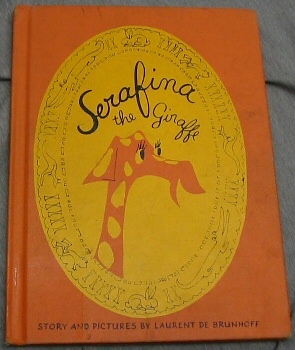 Serafina
the Giraffe
STORY AND PICTURES BY LAURENT DE BRUNHOFF